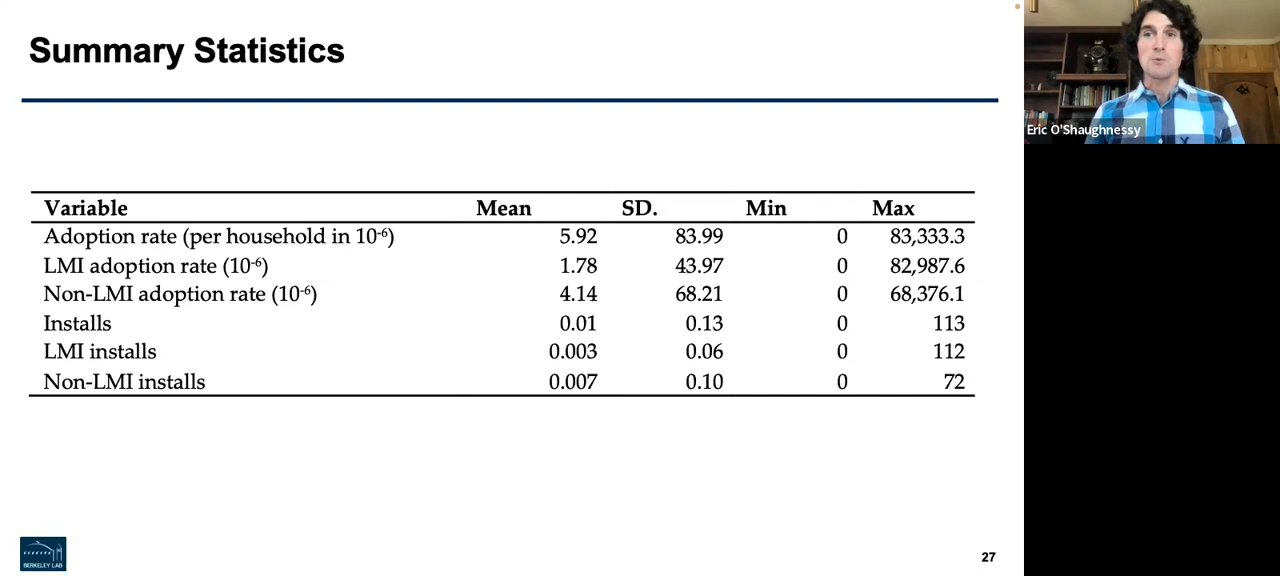 Summary Statistics
Eric O'Shaughnessy
Variable Mean SD. Min Max
Adoption rate (per household in 10⁻⁶) 5.92 83.99 0 83,333.3
LMI adoption rate (10⁻⁶) 1.78 43.97 0 82,987.6
Non-LMI adoption rate (10⁻⁶) 4.14 68.21 0 68,376.1
Installs 0.01 0.13 0 113
LMI installs 0.003 0.06 0 112
Non-LMI installs 0.007 0.10 0 72
BERKELEY LAB
27